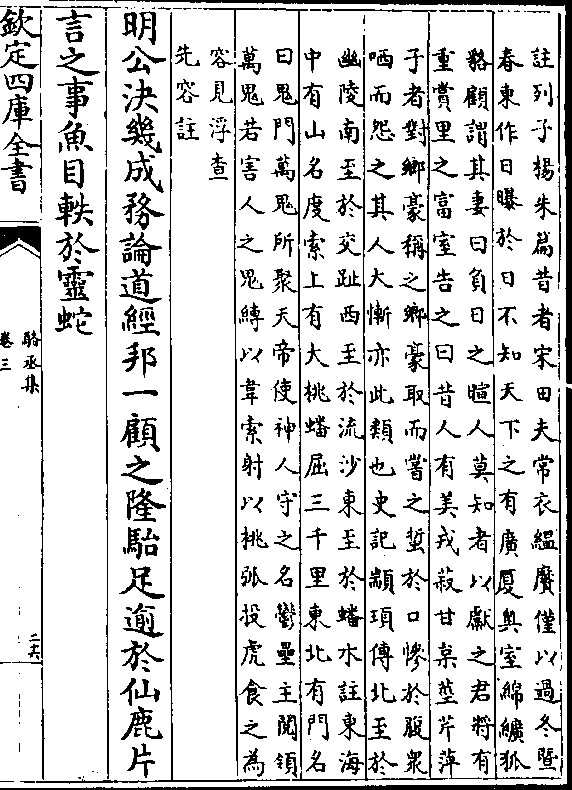 註列子楊朱篇昔者宋田夫常衣緼黂僅以過冬暨
春東作日曝於日不知天下之有廣厦奥室綿纊狐
貉顧謂其妻曰負日之暄人莫知者以獻之君將有
重賞里之富室告之曰昔人有美戎菽甘枲莖芹萍
子者對鄉豪稱之鄉豪取而嘗之蜇於口慘於腹衆
哂而怨之其人大慚亦此類也史記顓頊傳北至於
幽陵南至於交趾西至於流沙東至於蟠水註東海
中有山名度索上有大桃蟠屈三千里東北有門名
曰鬼門萬鬼所聚天帝使神人守之名鬱壘主閱領
萬鬼若害人之鬼縛以葦索射以桃弧投虎食之為
容見浮查
先容註
明公決幾成務論道經邦一顧之隆駘足逾於仙鹿片
言之事魚目軼於靈蛇
欽定四庫全書
駱丞集
卷三
二六